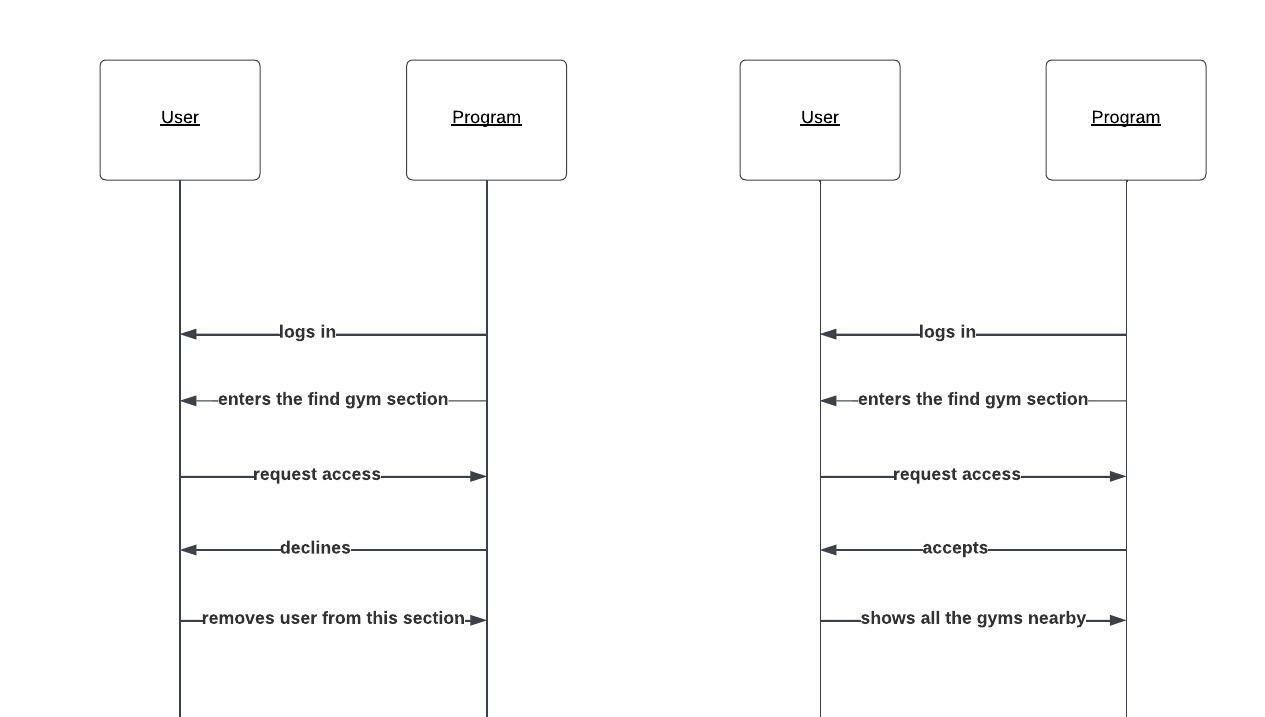 User
Program
logs in
enters the find gym section
request access
declines
removes user from this section
User
Program
logs in
enters the find gym section
request access
accepts
shows all the gyms nearby